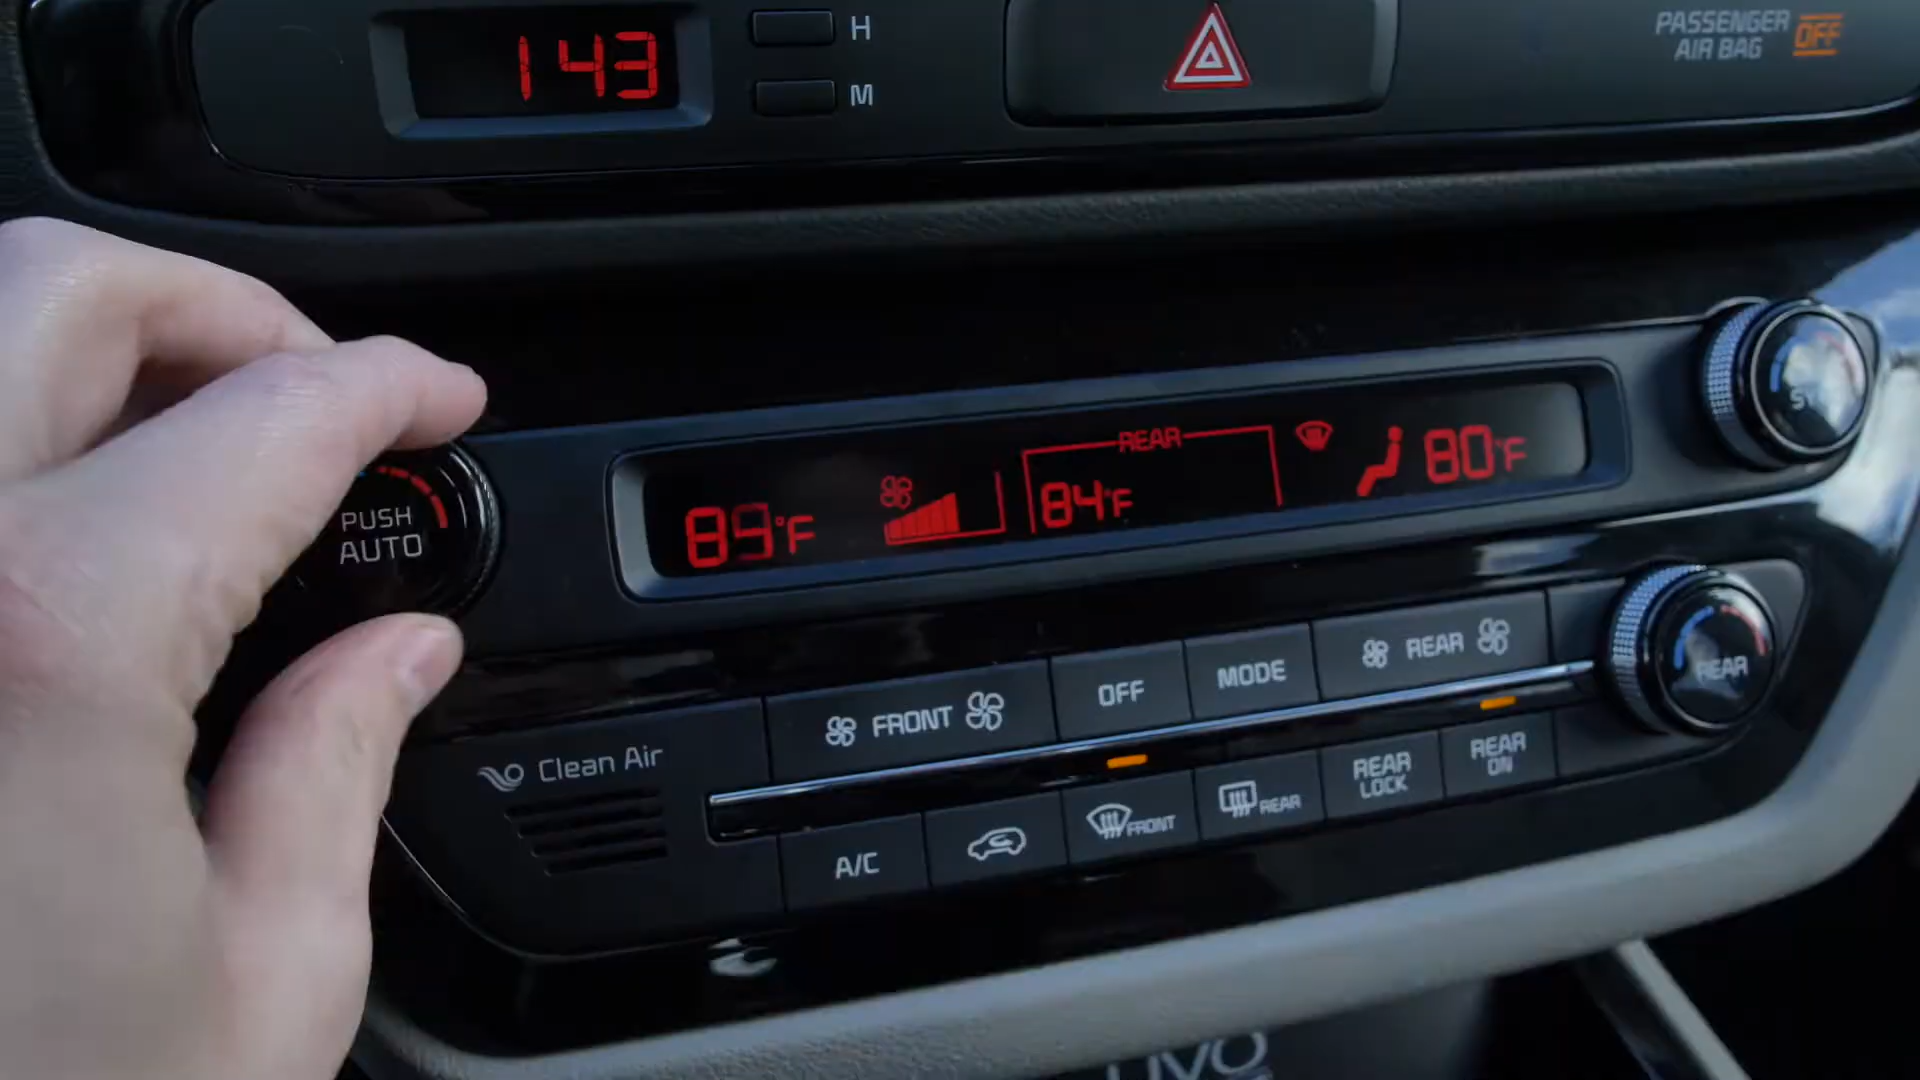 143
H
M
PASSENGER
AIR BAG OFF
PUSH
AUTO
89°F
REAR
84°F
80°F
FRONT
OFF
MODE
REAR
REAR
Clean Air
A/C
FRONT
REAR
REAR
LOCK
REAR
ON
UVO